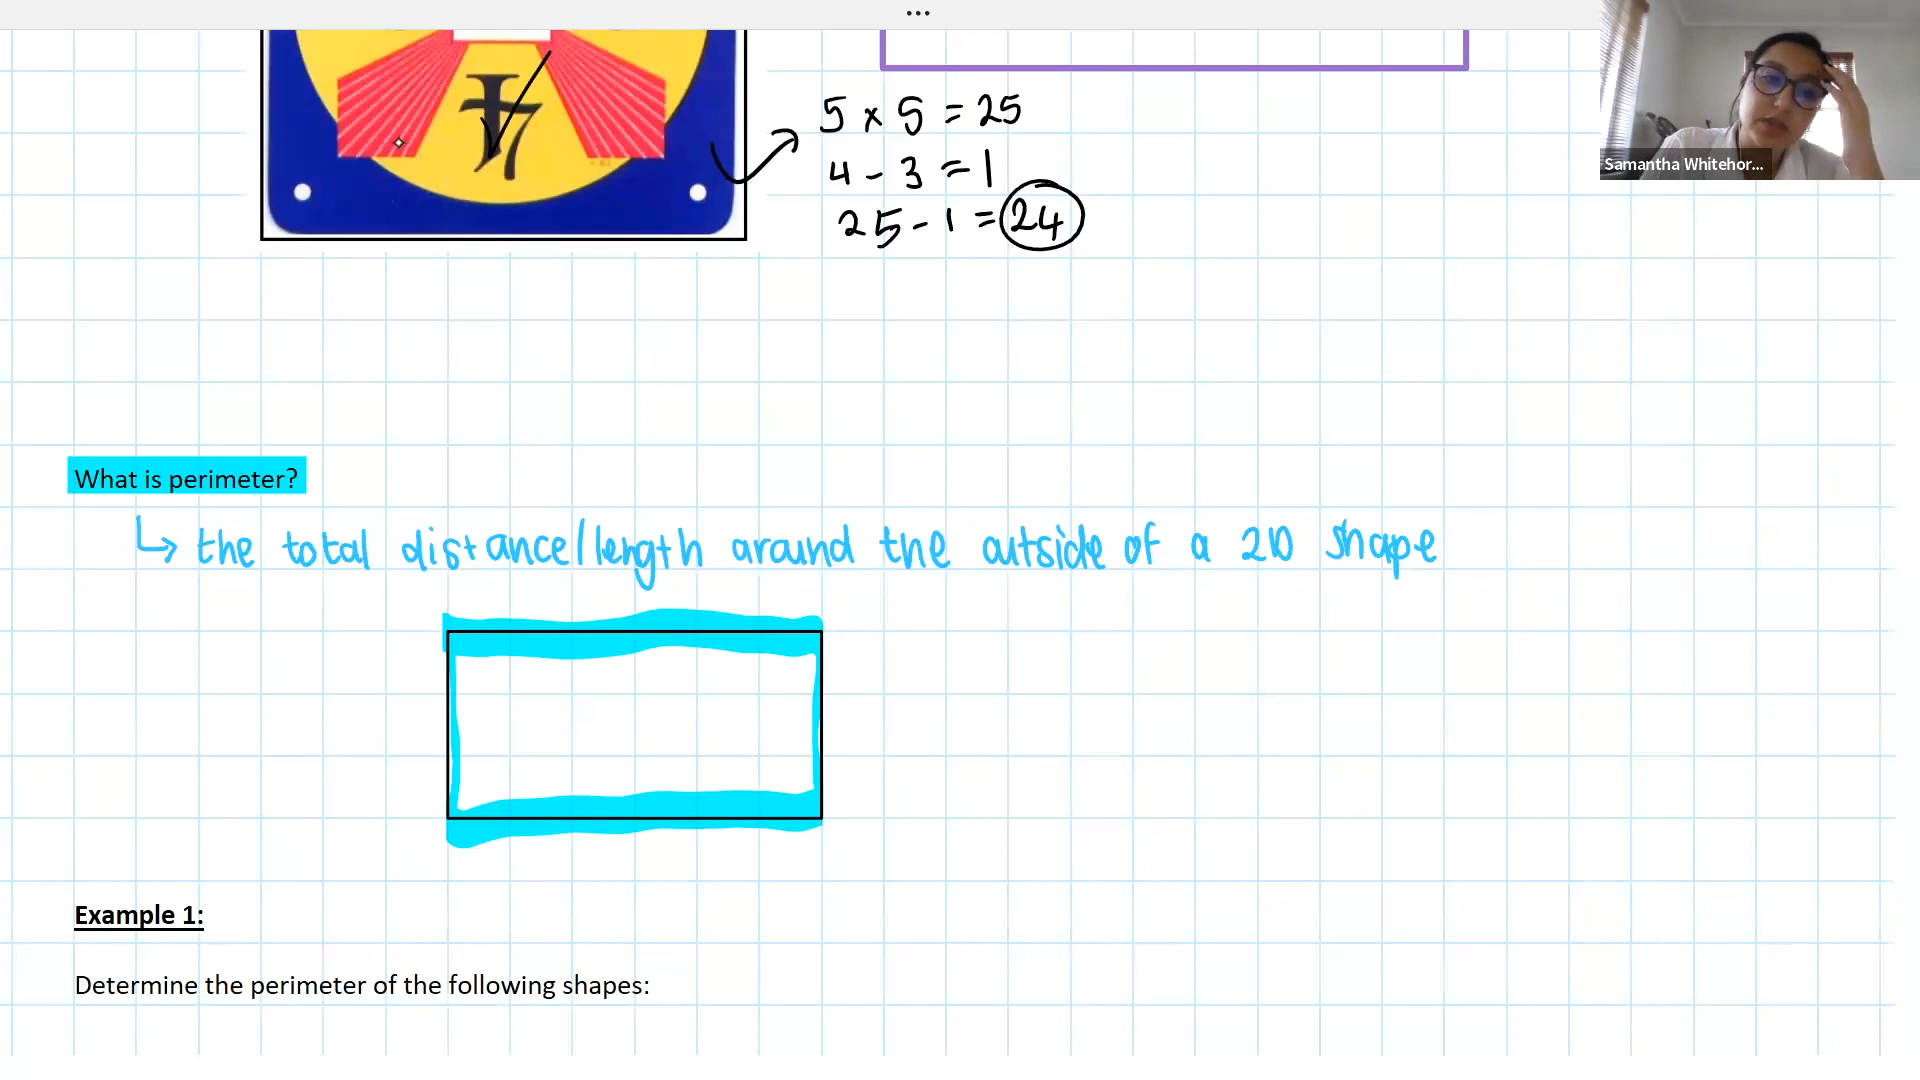 5 × 5 = 25
4 - 3 = 1
25 - 1 = 24
Samantha Whitehor...
What is perimeter?
↳ the total distance/length around the outside of a 2D shape
Example 1:
Determine the perimeter of the following shapes: